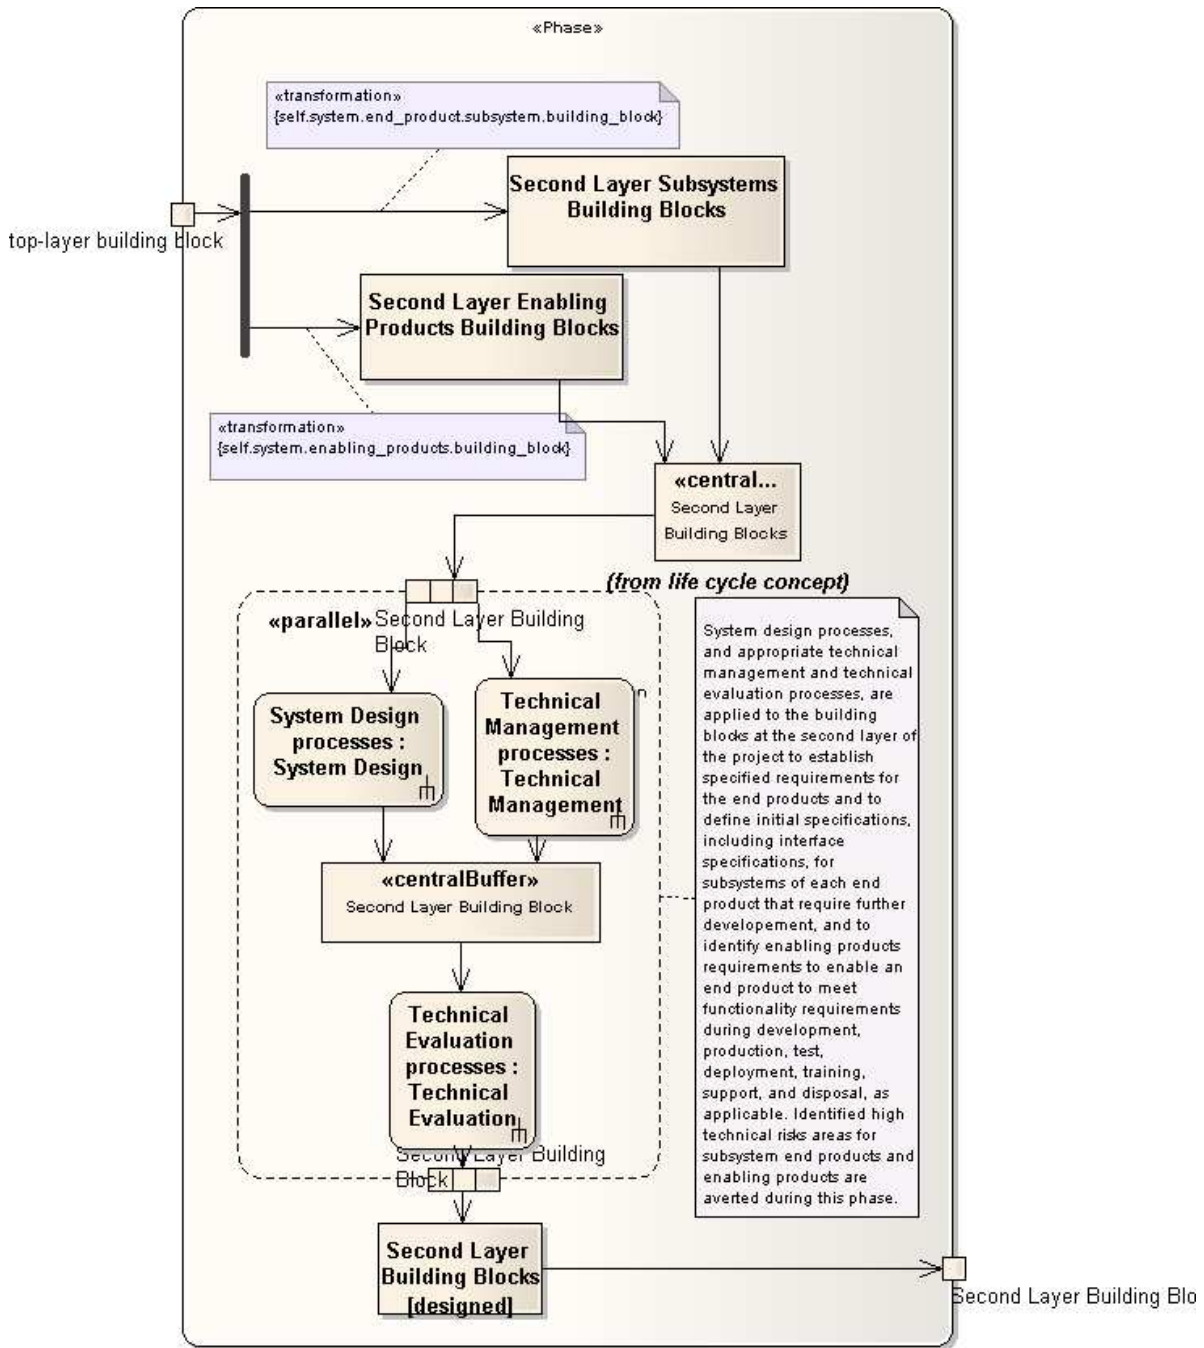 «Phase»
«transformation»
{self.system.end_product.subsystem.building_block}
Second Layer Subsystems
Building Blocks
top-layer building block
Second Layer Enabling
Products Building Blocks
«transformation»
{self.system.enabling_products.building_block}
«central...
Second Layer
Building Blocks
(from life cycle concept)
«parallel»
Second Layer Building
Block
System Design
processes :
System Design
Technical
Management
processes :
Technical
Management
«centralBuffer»
Second Layer Building Block
Technical
Evaluation
processes :
Technical
Evaluation
Second Layer Building
Block
System design processes,
and appropriate technical
management and technical
evaluation processes, are
applied to the building
blocks at the second layer of
the project to establish
specified requirements for
the end products and to
define initial specifications,
including interface
specifications, for
subsystems of each end
product that require further
developement, and to
identify enabling products
requirements to enable an
end product to meet
functionality requirements
during development,
production, test,
deployment, training,
support, and disposal, as
applicable. Identified high
technical risks areas for
subsystem end products and
enabling products are
averted during this phase.
Second Layer
Building Blocks
[designed]
Second Layer Building Blo